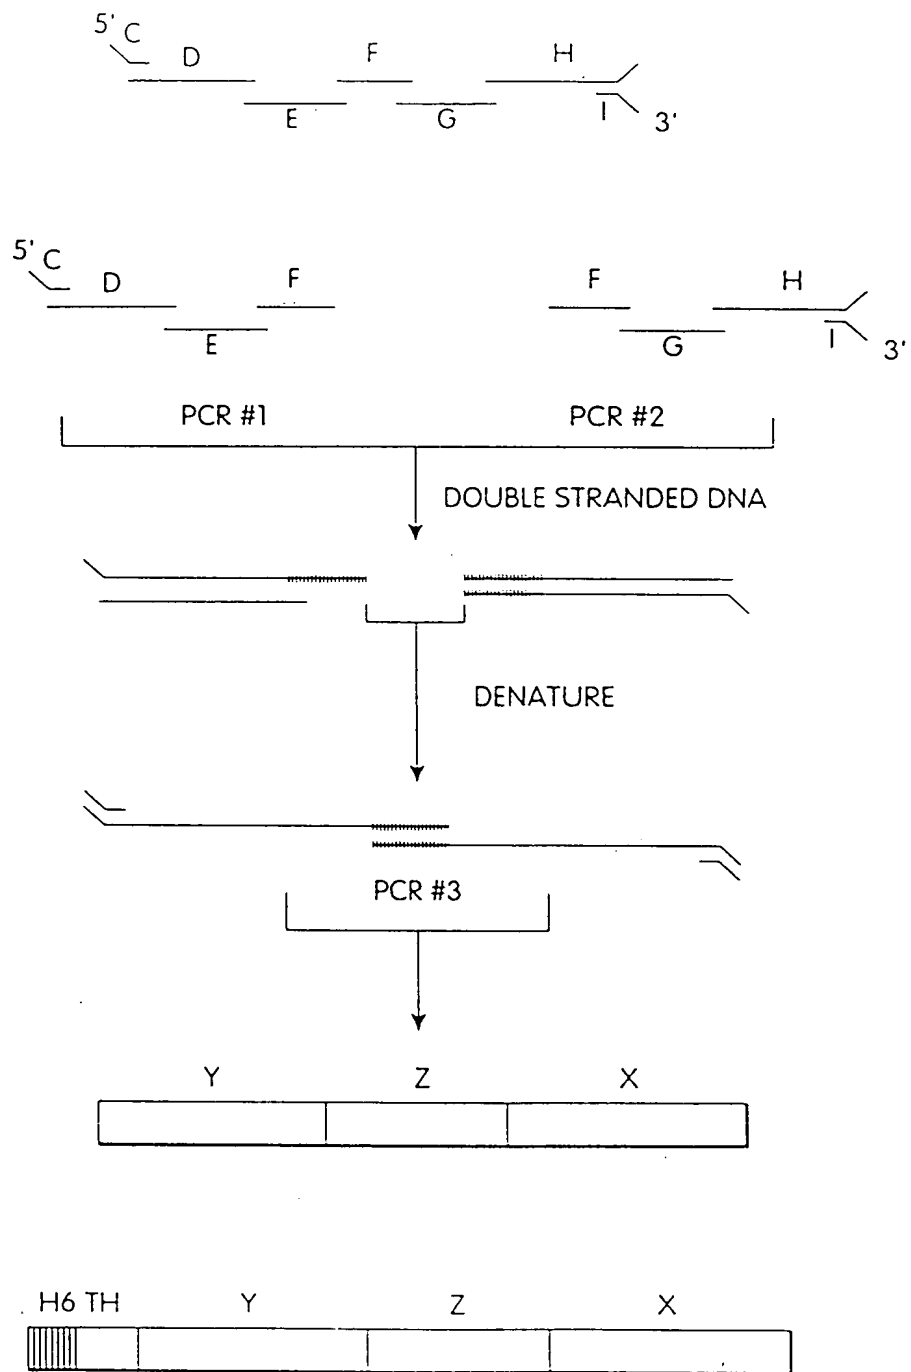 5' C
D F H
E G I 3'
5' C
D F F H
E G I 3'
PCR #1 PCR #2
DOUBLE STRANDED DNA
DENATURE
PCR #3
Y Z X
H6 TH Y Z X